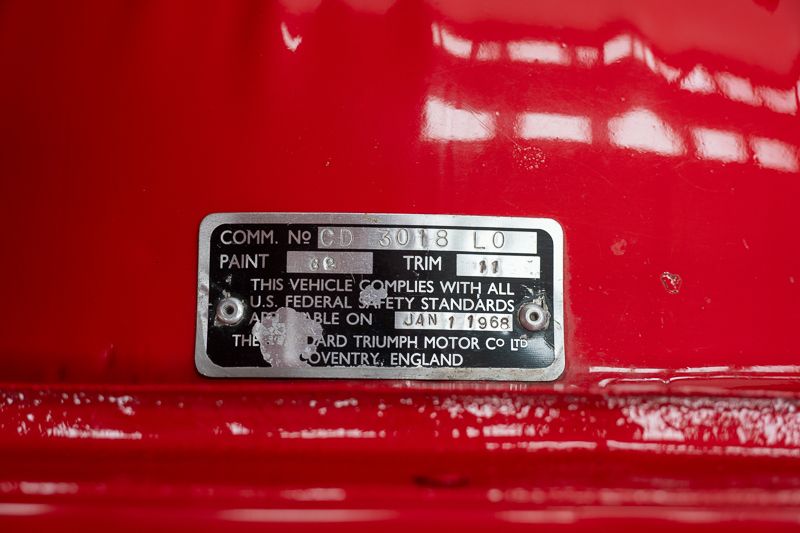 COMM. Nº CD 3018 LO
PAINT TRIM 11
THIS VEHICLE COMPLIES WITH ALL
U.S. FEDERAL SAFETY STANDARDS
ON JAN 1 1968
TRIUMPH MOTOR Cº LTD
COVENTRY, ENGLAND